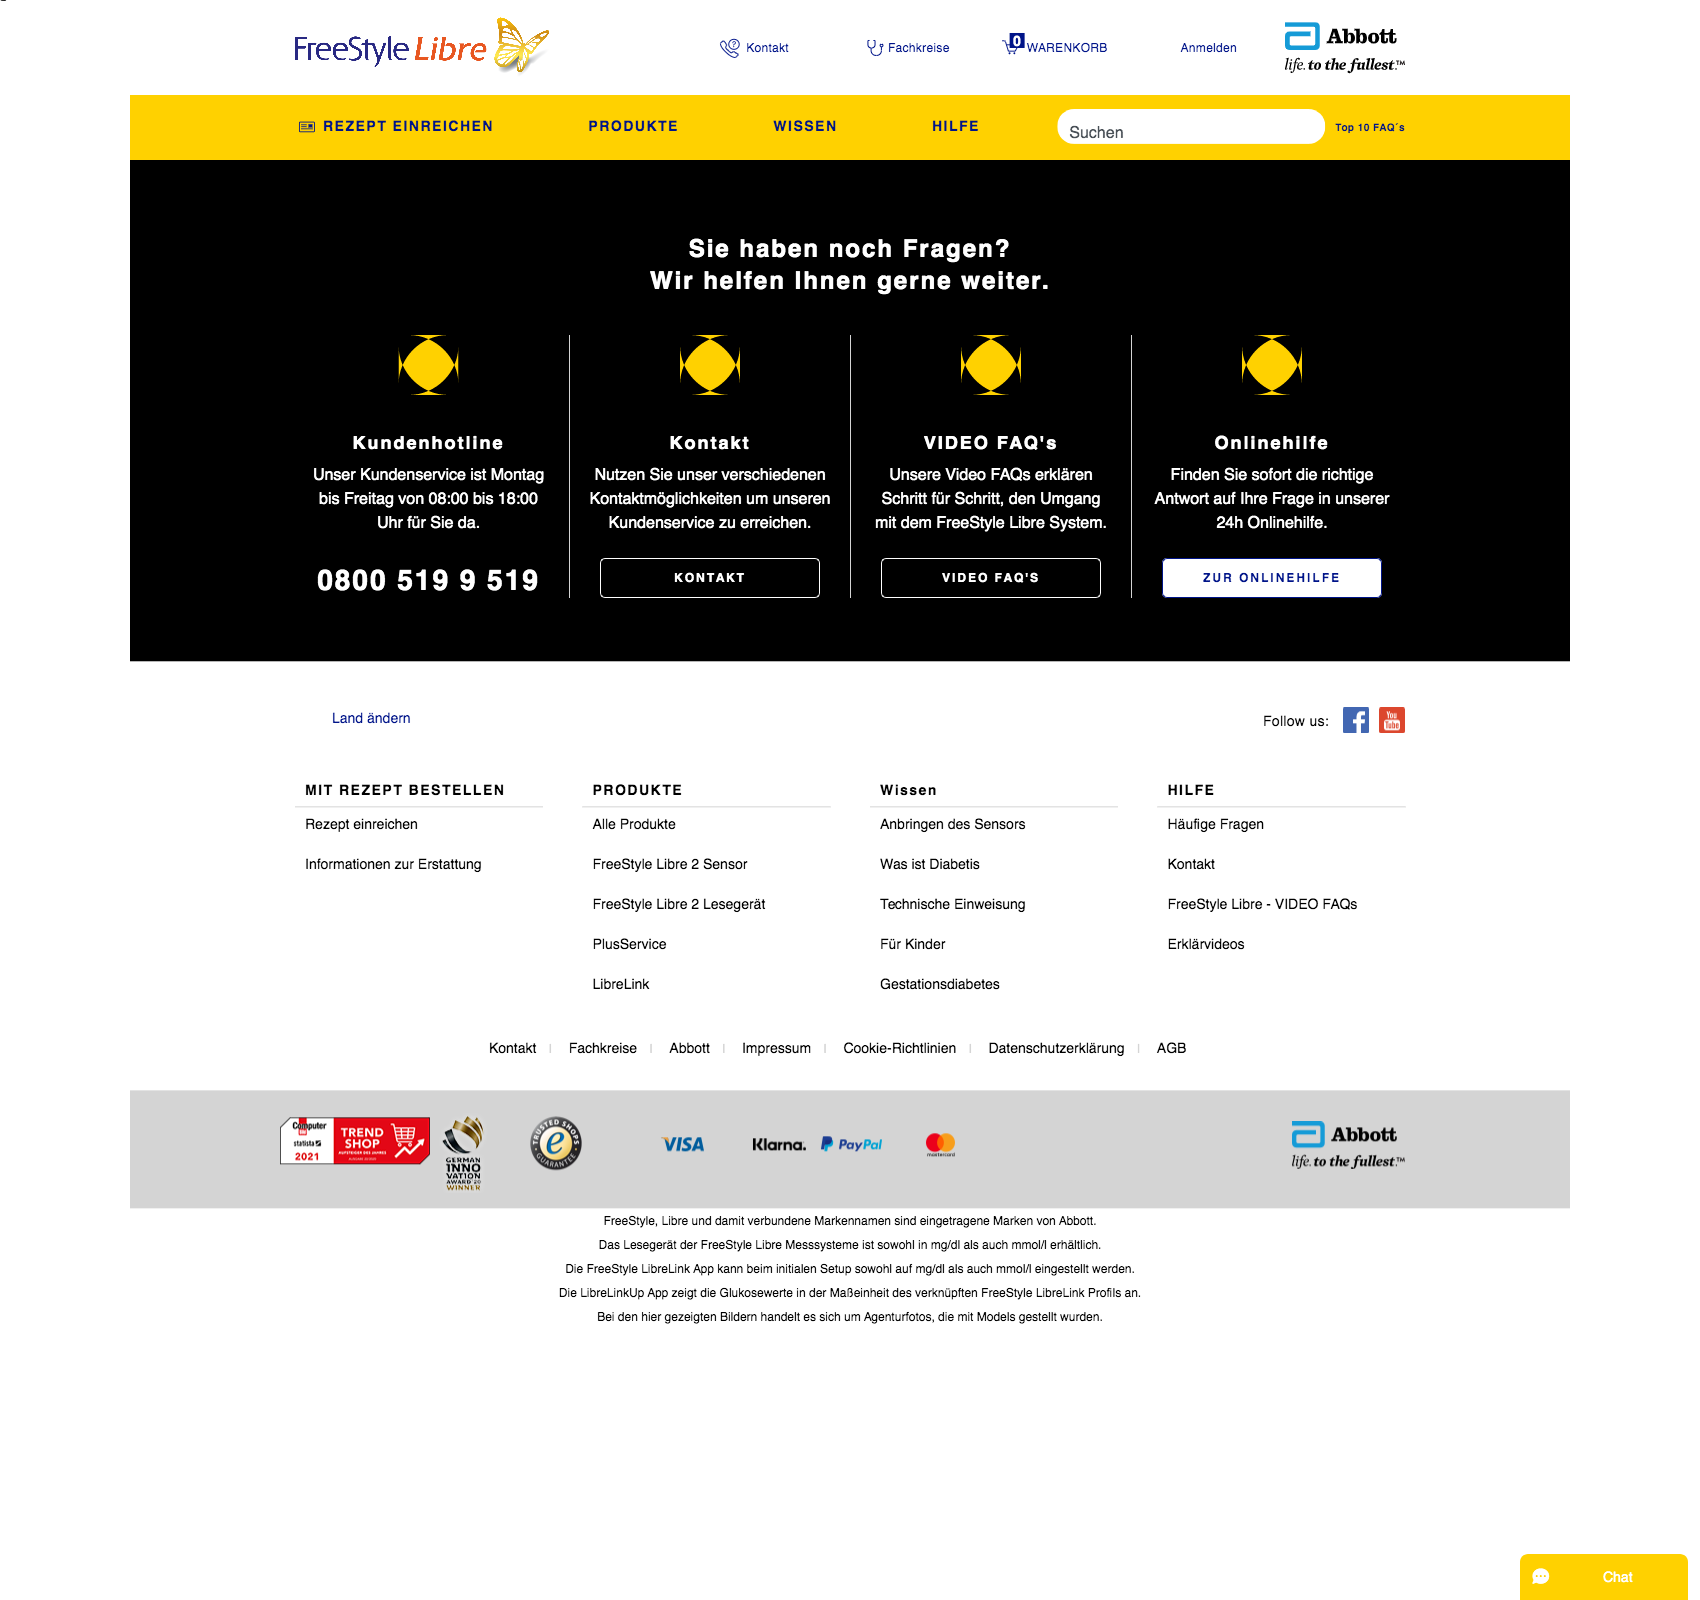 FreeStyle Libre
Kontakt
Fachkreise
0
WARENKORB
Anmelden
Abbott
life. to the fullest.™
REZEPT EINREICHEN
PRODUKTE
WISSEN
HILFE
Suchen
Top 10 FAQ´s
Sie haben noch Fragen?
Wir helfen Ihnen gerne weiter.
Kundenhotline
Unser Kundenservice ist Montag
bis Freitag von 08:00 bis 18:00
Uhr für Sie da.
0800 519 9 519
Kontakt
Nutzen Sie unser verschiedenen
Kontaktmöglichkeiten um unseren
Kundenservice zu erreichen.
KONTAKT
VIDEO FAQ's
Unsere Video FAQs erklären
Schritt für Schritt, den Umgang
mit dem FreeStyle Libre System.
VIDEO FAQ'S
Onlinehilfe
Finden Sie sofort die richtige
Antwort auf Ihre Frage in unserer
24h Onlinehilfe.
ZUR ONLINEHILFE
Land ändern
Follow us:
You
Tube
MIT REZEPT BESTELLEN
Rezept einreichen
Informationen zur Erstattung
PRODUKTE
Alle Produkte
FreeStyle Libre 2 Sensor
FreeStyle Libre 2 Lesegerät
PlusService
LibreLink
Wissen
Anbringen des Sensors
Was ist Diabetis
Technische Einweisung
Für Kinder
Gestationsdiabetes
HILFE
Häufige Fragen
Kontakt
FreeStyle Libre - VIDEO FAQs
Erklärvideos
Kontakt
Fachkreise
Abbott
Impressum
Cookie-Richtlinien
Datenschutzerklärung
AGB
Computer
statista
2021
TREND
SHOP
AUFSTEIGER DES JAHRES
GERMAN
INNO
VATION
AWARD'20
WINNER
TRUSTED SHOPS
e
GUARANTEE
VISA
Klarna.
PayPal
mastercard
Abbott
life. to the fullest.™
FreeStyle, Libre und damit verbundene Markennamen sind eingetragene Marken von Abbott.
Das Lesegerät der FreeStyle Libre Messsysteme ist sowohl in mg/dl als auch mmol/l erhältlich.
Die FreeStyle LibreLink App kann beim initialen Setup sowohl auf mg/dl als auch mmol/l eingestellt werden.
Die LibreLinkUp App zeigt die Glukosewerte in der Maßeinheit des verknüpften FreeStyle LibreLink Profils an.
Bei den hier gezeigten Bildern handelt es sich um Agenturfotos, die mit Models gestellt wurden.
Chat